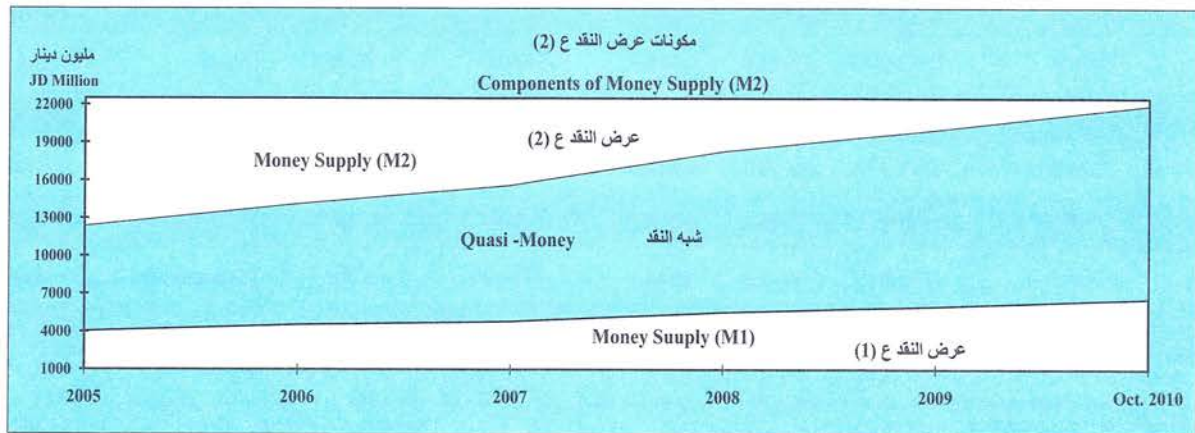 مكونات عرض النقد ع (2)
مليون دينار
JD Million
Components of Money Supply (M2)
22000
19000
16000
13000
10000
7000
4000
1000
عرض النقد ع (2)
Money Supply (M2)
Quasi -Money شبه النقد
Money Suuply (M1)
عرض النقد ع (1)
2005 2006 2007 2008 2009 Oct. 2010